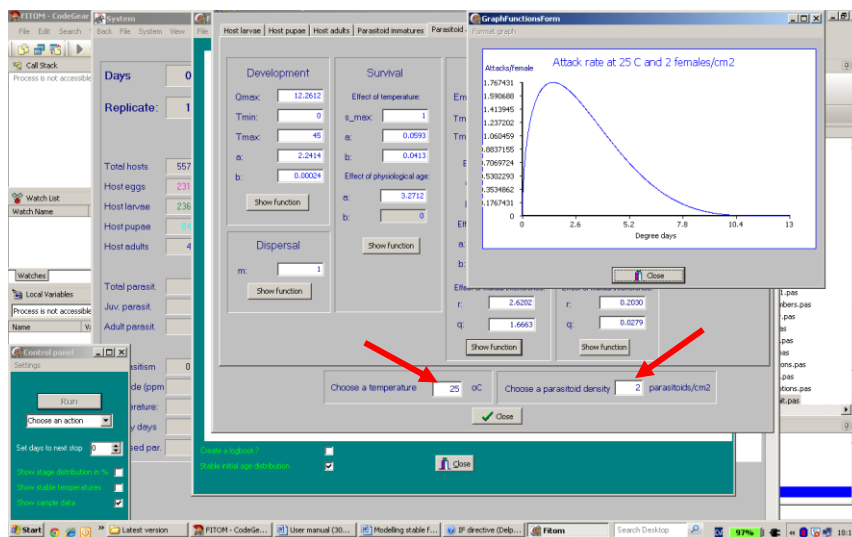 FITOM - CodeGear
File Edit Search
Call Stack
Process is not accessible
Watch List
Watch Name
Watches
Local Variables
Process is not accessible
Name
System
Back File System View
Days 0
Replicate: 1
Total hosts 557
Host eggs 231
Host larvae 236
Host pupae 84
Host adults 4
Total parasit.
Juv. parasit.
Adult parasit.
Control panel
Settings
Run
Choose an action
Set days to next stop 0
Show stage distribution in %
Show stable temperatures
Show sample data
Host larvae Host pupae Host adults Parasitoid immatures
Development
Qmax: 12.2612
Tmin: 0
Tmax: 45
a: 2.2414
b: 0.00024
Show function
Dispersal
m: 1
Show function
Survival
Effect of temperature:
s_max: 1
a: 0.0593
b: 0.0413
Effect of physiological age:
a: 3.2712
b: 0
Show function
r: 2.6202
q: 1.6663
Show function
r: 0.2030
q: 0.0279
Show function
Choose a temperature 25 oC
Choose a parasitoid density 2 parasitoids/cm2
Close
Create a logbook?
Stable initial age distribution
Close
GraphFunctionsForm
Format graph
Attack rate at 25 C and 2 females/cm2
Attacks/female
1.767431
1.590688
1.413945
1.237202
1.060459
0.8837155
0.7069724
0.5302293
0.3534862
0.1767431
0
0 2.6 5.2 7.8 10.4 13
Degree days
Close
Start
Latest version
FITOM - CodeGe...
User manual (30...
Modelling stable f...
IF directive (Delp...
Fitom
Search Desktop
97%